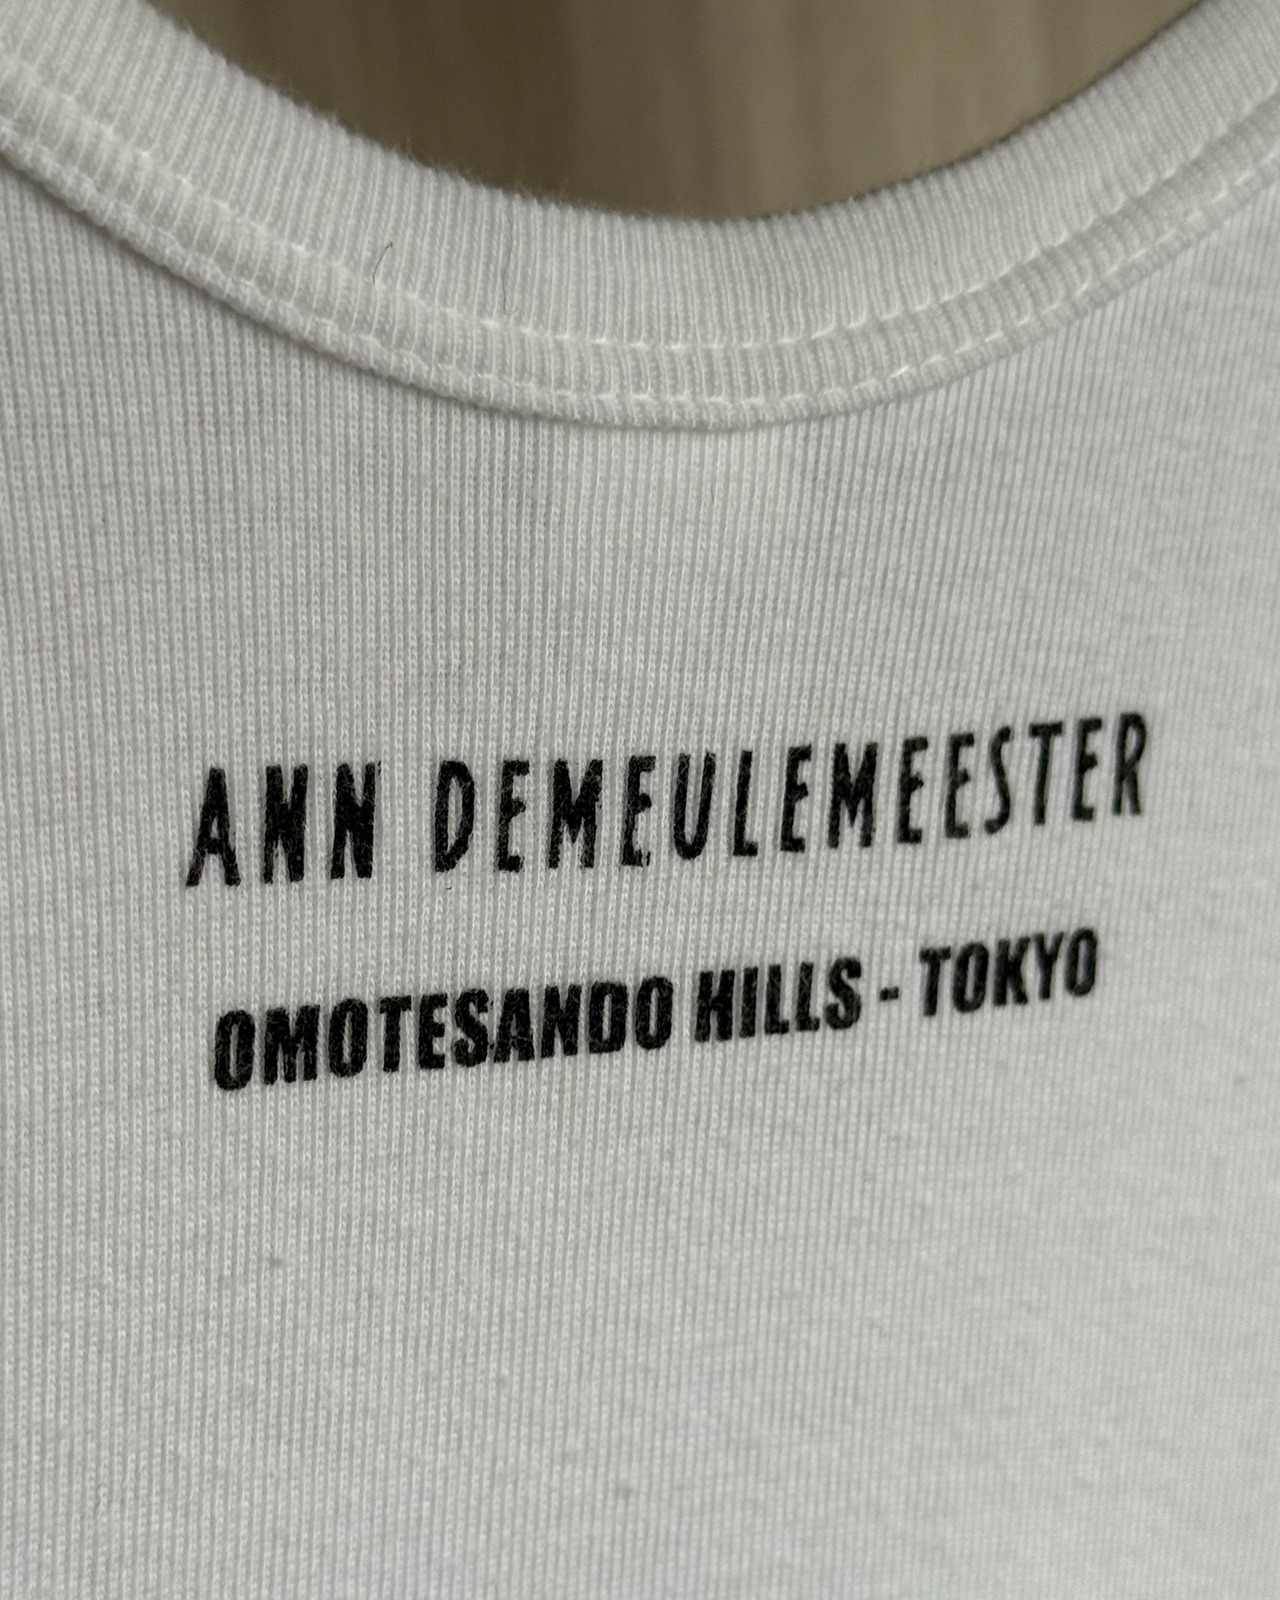 ANN DEMEULEMEESTER
OMOTESANDO HILLS - TOKYO